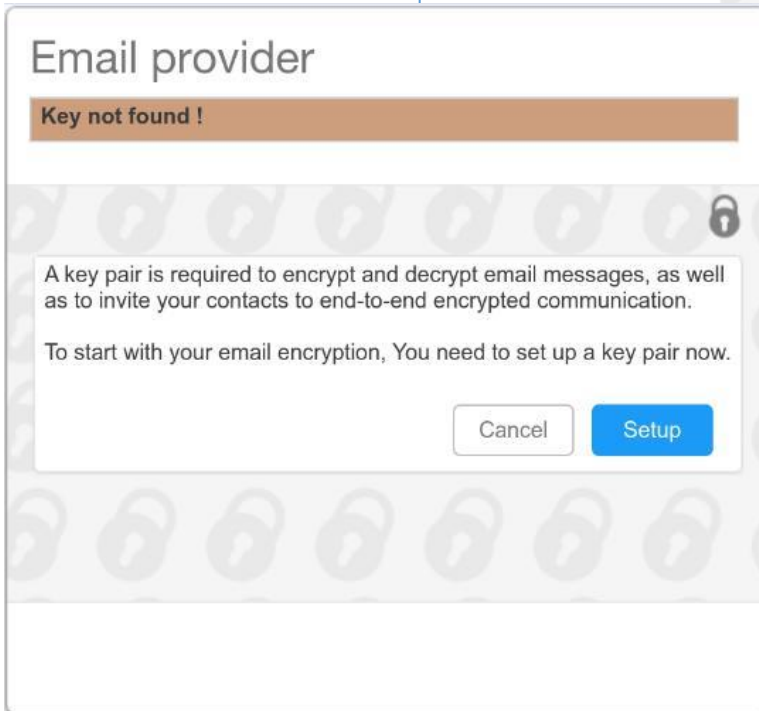 Email provider
Key not found !
A key pair is required to encrypt and decrypt email messages, as well
as to invite your contacts to end-to-end encrypted communication.
To start with your email encryption, You need to set up a key pair now.
Cancel
Setup